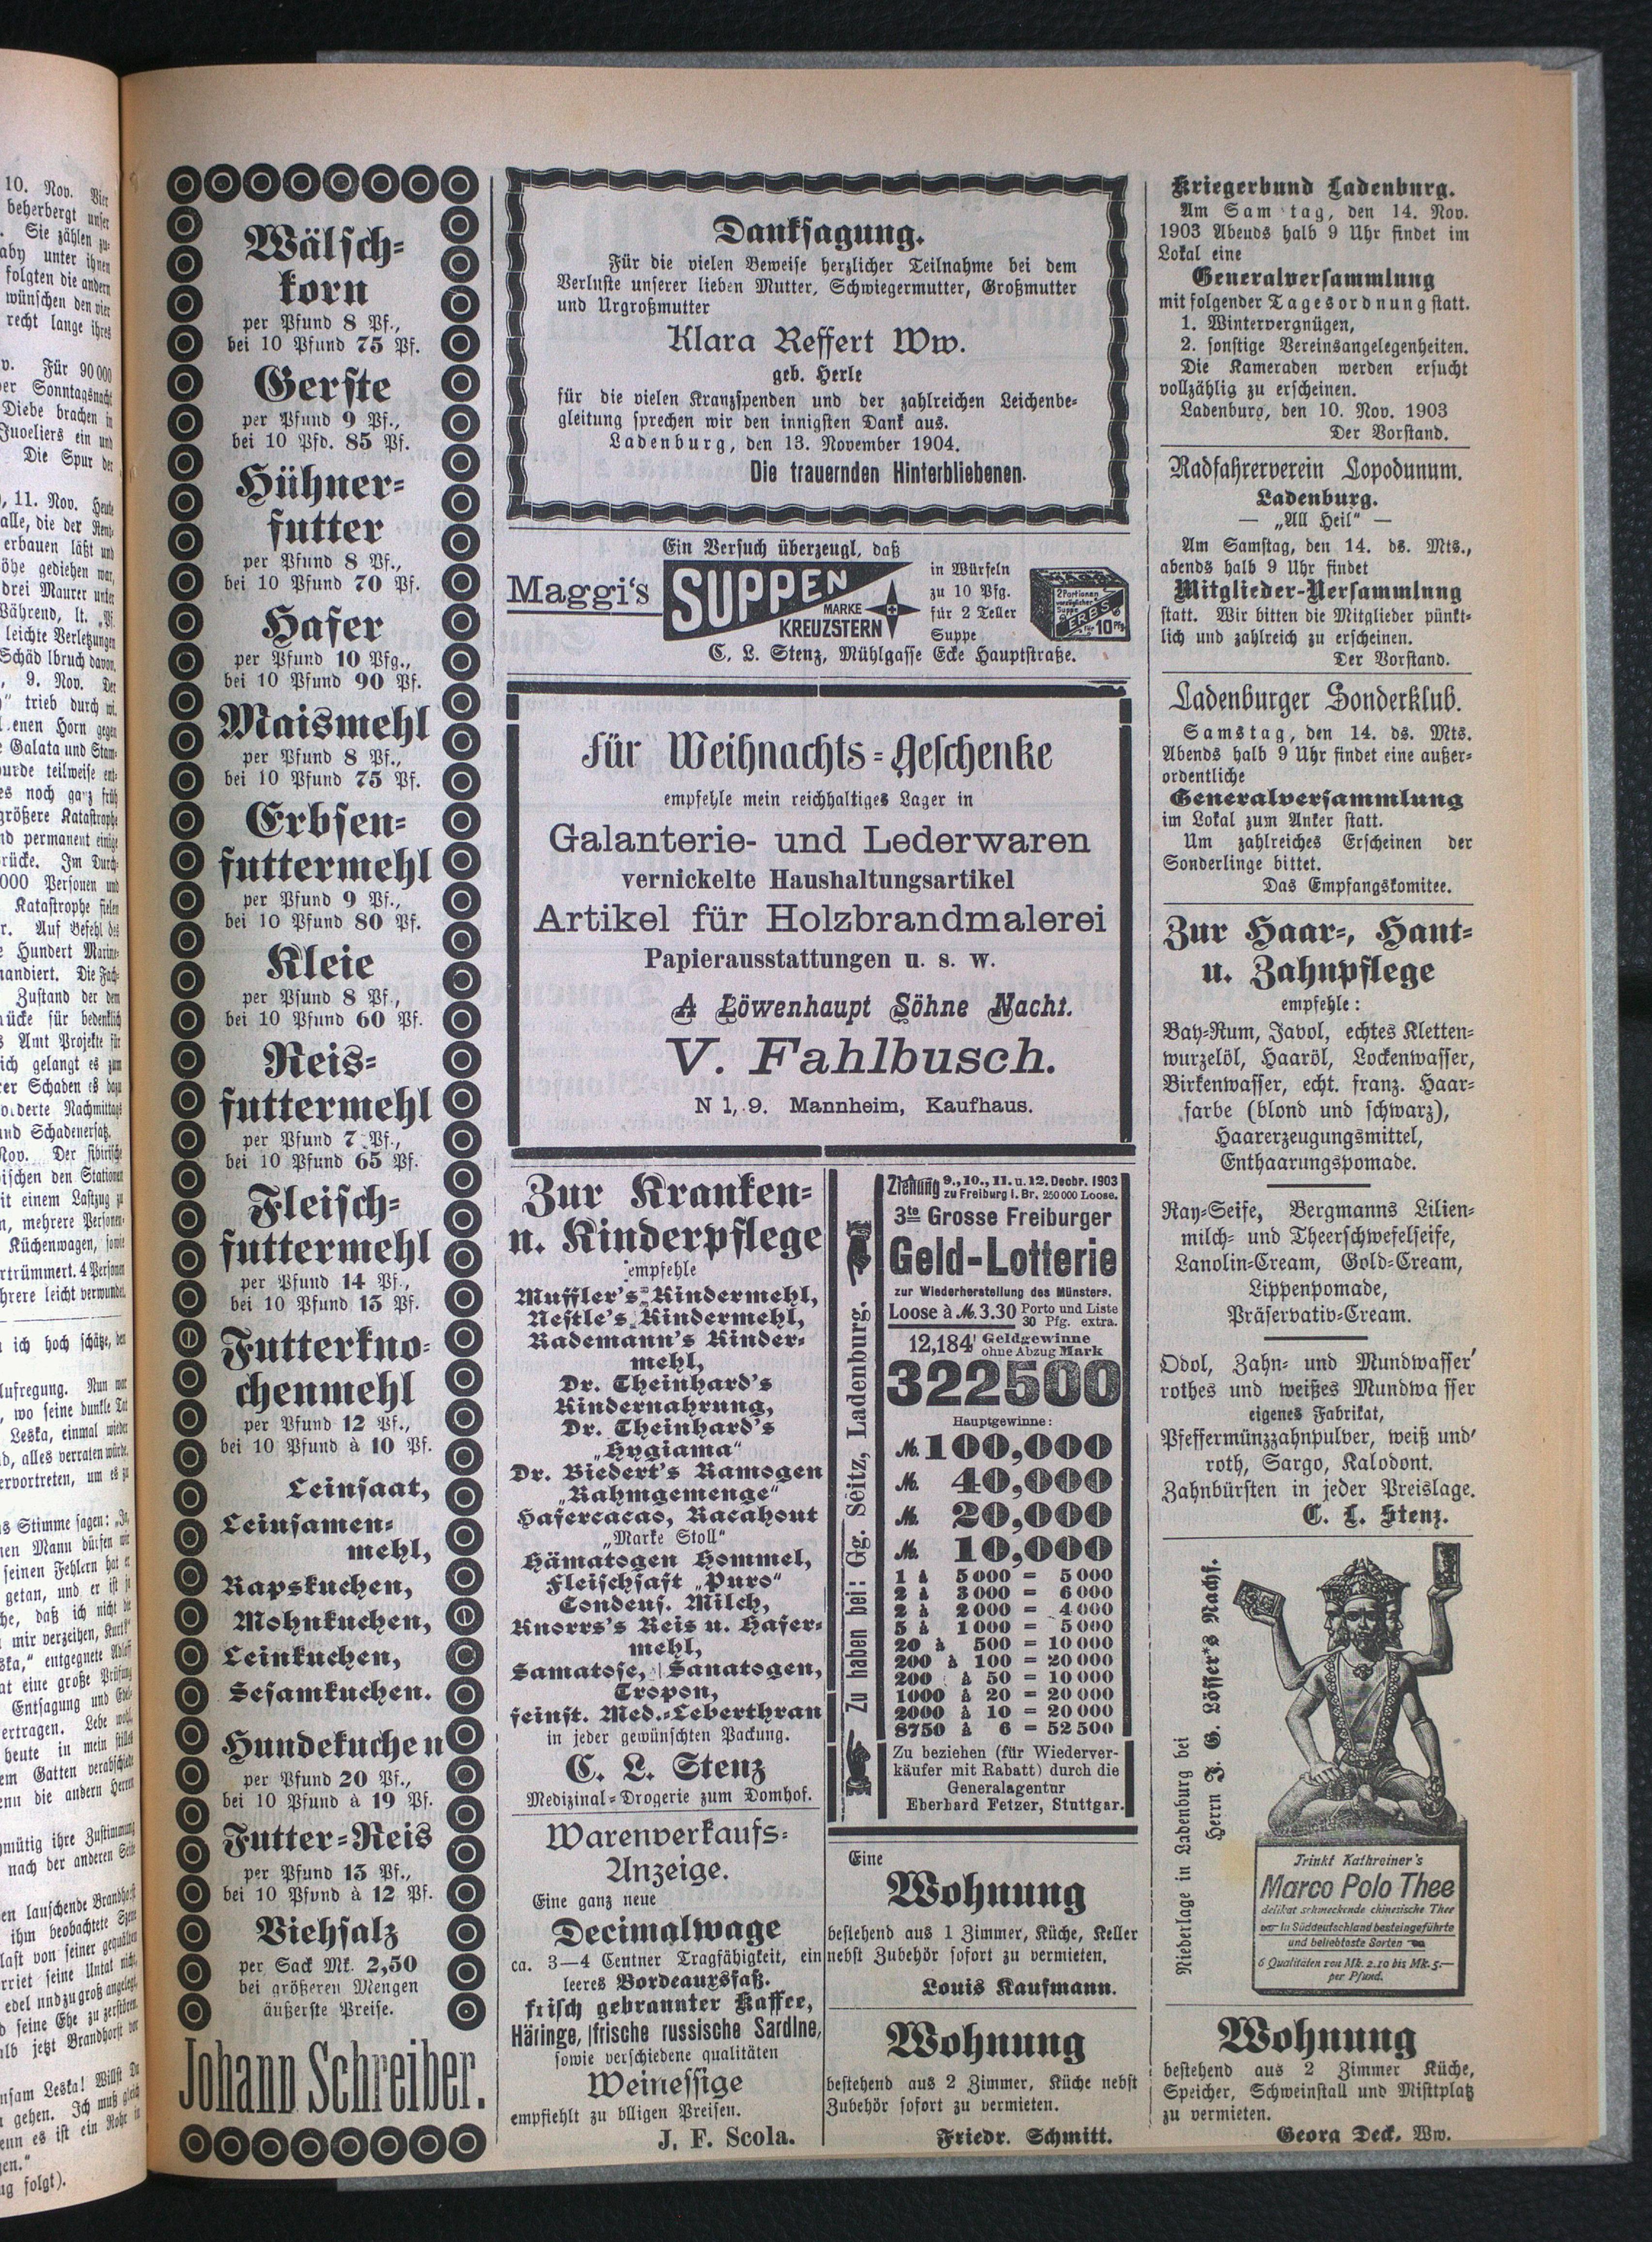 Wälsch-
korn
per Pfund 8 Pf.,
bei 10 Pfund 75 Pf.
Gerste
per Pfund 9 Pf.,
bei 10 Pfd. 85 Pf.
Hühner-
futter
per Pfund 8 Pf.,
bei 10 Pfund 70 Pf.
Hafer
per Pfund 10 Pfg.,
bei 10 Pfund 90 Pf.
Maismehl
per Pfund 8 Pf.,
bei 10 Pfund 75 Pf.
Erbsen-
futtermehl
per Pfund 9 Pf.,
bei 10 Pfund 80 Pf.
Kleie
per Pfund 8 Pf.,
bei 10 Pfund 60 Pf.
Reis-
futtermehl
per Pfund 7 Pf.,
bei 10 Pfund 65 Pf.
Fleisch-
futtermehl
per Pfund 14 Pf.,
bei 10 Pfund 13 Pf.
Futterkno-
chenmehl
per Pfund 12 Pf.,
bei 10 Pfund à 10 Pf.
Leinsaat,
Leinsamen-
mehl,
Rapskuchen,
Mohnkuchen,
Leinkuchen,
Sesamkuchen.
Hundekuchen
per Pfund 20 Pf.,
bei 10 Pfund à 19 Pf.
Futter-Reis
per Pfund 13 Pf.,
bei 10 Pfund à 12 Pf.
Viehsalz
per Sack Mk. 2,50
bei größeren Mengen
äußerste Preise.
Johann Schreiber.
Danksagung.
Für die vielen Beweise herzlicher Teilnahme bei dem
Verluste unserer lieben Mutter, Schwiegermutter, Großmutter
und Urgroßmutter
Klara Reffert Ww.
geb. Herle
für die vielen Kranzspenden und der zahlreichen Leichenbe-
gleitung sprechen wir den innigsten Dank aus.
Ladenburg, den 13. November 1904.
Die trauernden Hinterbliebenen.
Ein Versuch überzeugt, daß
Maggi's SUPPEN
MARKE
KREUZSTERN
in Würfeln
zu 10 Pfg.
für 2 Teller
Suppe
2 Portionen
vorzüglicher
Suppe
ERBS
für 10 Pfg.
C. L. Stenz, Mühlgasse Ecke Hauptstraße.
für Weihnachts-Geschenke
empfehle mein reichhaltiges Lager in
Galanterie- und Lederwaren
vernickelte Haushaltungsartikel
Artikel für Holzbrandmalerei
Papierausstattungen u. s. w.
A Löwenhaupt Söhne Nachf.
V. Fahlbusch.
N 1, 9. Mannheim, Kaufhaus.
Zur Kranken-
u. Kinderpflege
empfehle
Muffler's Kindermehl,
Nestle's Kindermehl,
Rademann's Kinder-
mehl,
Dr. Theinhard's
Kindernahrung,
Dr. Theinhard's
„Hygiama“
Dr. Biedert's Ramogen
„Rahmgemenge“
Hafercacao, Racahout
„Marke Stoll“
Hämatogen Hommel,
Fleischsaft „Puro“
Condens. Milch,
Knorrs's Reis u. Hafer-
mehl,
Samatose, Sanatogen,
Tropon,
feinst. Med.-Leberthran
in jeder gewünschten Packung.
C. L. Stenz
Medizinal-Drogerie zum Domhof.
Warenverkaufs-
Anzeige.
Eine ganz neue
Decimalwage
ca. 3—4 Centner Tragfähigkeit, ein
leeres Bordeauxfaß.
frisch gebrannter Kaffee,
Häringe, frische russische Sardine,
sowie verschiedene qualitäten
Weinessige
empfiehlt zu blligen Preisen.
J. F. Scola.
Zu haben bei: Gg. Seitz, Ladenburg.
Ziehung 9., 10., 11. u. 12. Decbr. 1903
zu Freiburg i. Br. 250000 Loose.
3te Grosse Freiburger
Geld-Lotterie
zur Wiederherstellung des Münsters.
Loose à M. 3.30 Porto und Liste
30 Pfg. extra.
12,184 Geldgewinne
ohne Abzug Mark
322500
Hauptgewinne:
M. 100,000
M. 40,000
M. 20,000
M. 10,000
1 à 5000 = 5000
2 à 3000 = 6000
2 à 2000 = 4000
5 à 1000 = 5000
20 à 500 = 10000
200 à 100 = 20000
200 à 50 = 10000
1000 à 20 = 20000
2000 à 10 = 20000
8750 à 6 = 52500
Zu beziehen (für Wiederver-
käufer mit Rabatt) durch die
Generalagentur
Eberhard Fetzer, Stuttgar.
Eine
Wohnung
bestehend aus 1 Zimmer, Küche, Keller
nebst Zubehör sofort zu vermieten.
Louis Kaufmann.
Wohnung
bestehend aus 2 Zimmer, Küche nebst
Zubehör sofort zu vermieten.
Friedr. Schmitt.
Kriegerbund Ladenburg.
Am Samstag, den 14. Nov.
1903 Abends halb 9 Uhr findet im
Lokal eine
Generalversammlung
mit folgender Tagesordnung statt.
1. Wintervergnügen,
2. sonstige Vereinsangelegenheiten.
Die Kameraden werden ersucht
vollzählig zu erscheinen.
Ladenburg, den 10. Nov. 1903
Der Vorstand.
Radfahrerverein Lopodunum.
Ladenburg.
— „All Heil“ —
Am Samstag, den 14. ds. Mts.,
abends halb 9 Uhr findet
Mitglieder-Versammlung
statt. Wir bitten die Mitglieder pünkt-
lich und zahlreich zu erscheinen.
Der Vorstand.
Ladenburger Sonderklub.
Samstag, den 14. ds. Mts.
Abends halb 9 Uhr findet eine außer-
ordentliche
Generalversammlung
im Lokal zum Anker statt.
Um zahlreiches Erscheinen der
Sonderlinge bittet.
Das Empfangskomitee.
Zur Haar-, Haut-
u. Zahnpflege
empfehle:
Bay-Rum, Javol, echtes Kletten-
wurzelöl, Haaröl, Lockenwasser,
Birkenwasser, echt. franz. Haar-
farbe (blond und schwarz),
Haarerzeugungsmittel,
Enthaarungspomade.
Ray-Seife, Bergmanns Lilien-
milch- und Theerschwefelseife,
Lanolin-Cream, Gold-Cream,
Lippenpomade,
Präservativ-Cream.
Odol, Zahn- und Mundwasser
rothes und weißes Mundwasser
eigenes Fabrikat,
Pfeffermünzzahnpulver, weiß und
roth, Sargo, Kalodont.
Zahnbürsten in jeder Preislage.
C. L. Stenz.
Niederlage in Ladenburg bei
Herrn J. G. Löffer's Nachf.
Trinkt Kathreiner's
Marco Polo Thee
delikat schmeckende chinesische Thee
in Süddeutschland besteingeführte
und beliebteste Sorten
6 Qualitäten von Mk. 2.10 bis Mk. 5.—
per Pfund.
Wohnung
bestehend aus 2 Zimmer Küche,
Speicher, Schweinstall und Misttplatz
zu vermieten.
Georg Deck, Ww.